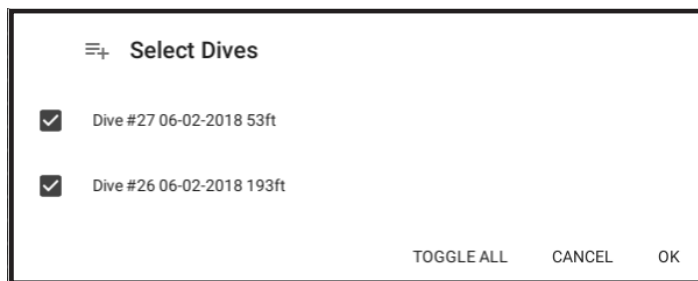 Select Dives
Dive #27 06-02-2018 53ft
Dive #26 06-02-2018 193ft
TOGGLE ALL CANCEL OK